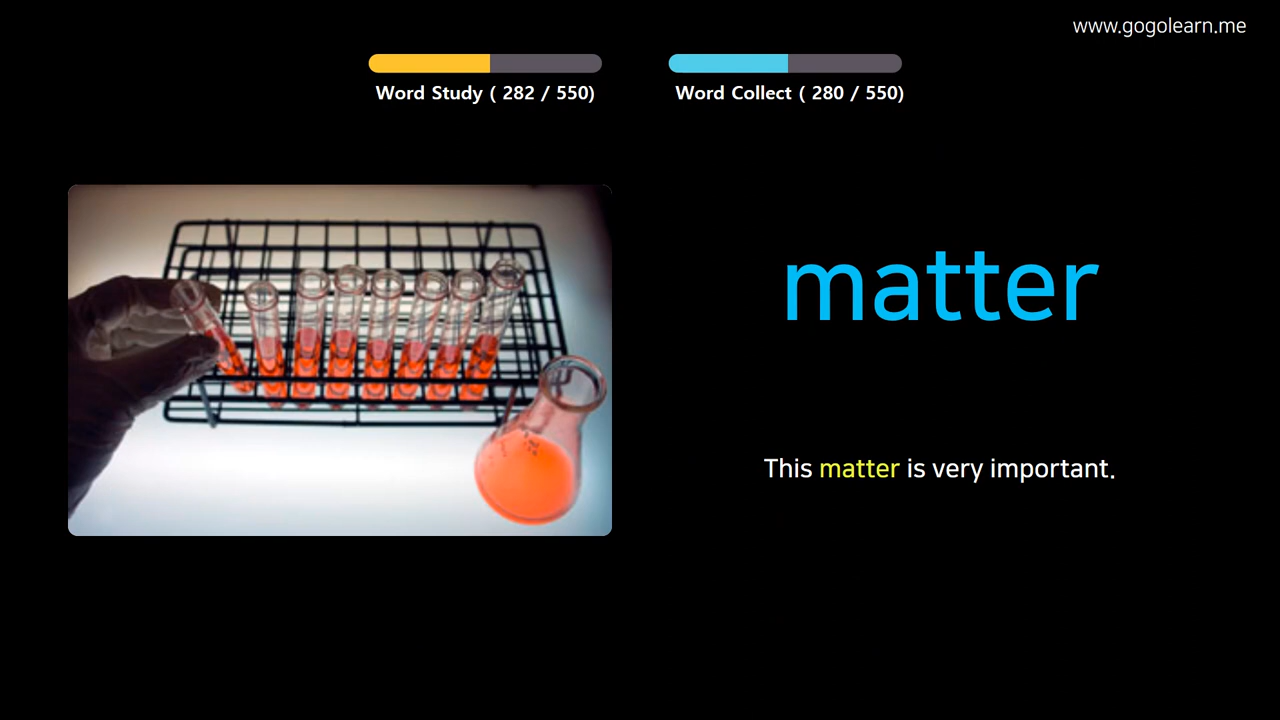 www.gogolearn.me
Word Study ( 282 / 550)
Word Collect ( 280 / 550)
matter
This matter is very important.